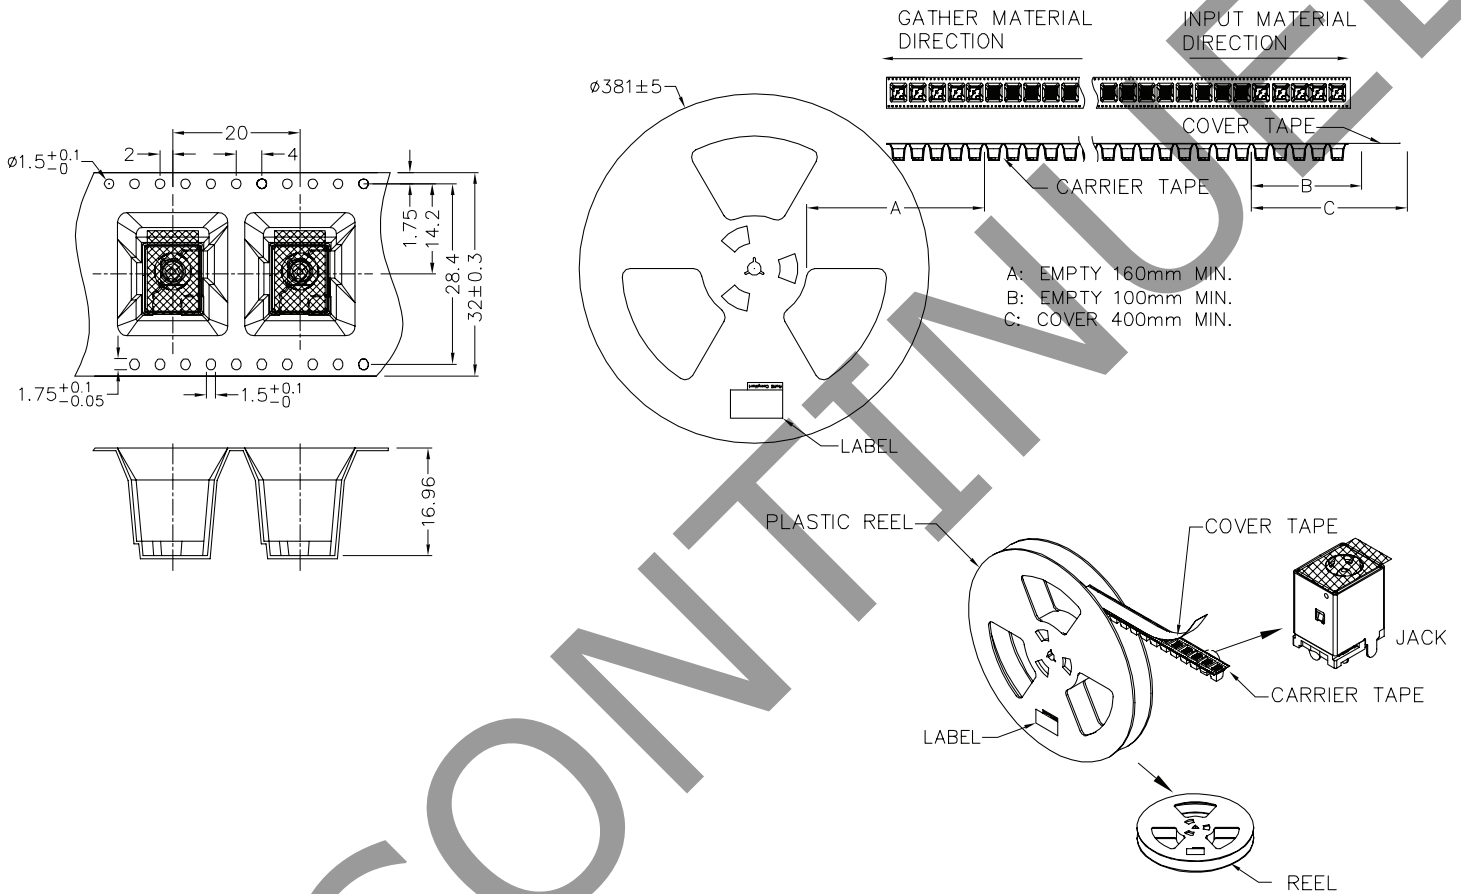 GATHER MATERIAL
DIRECTION
INPUT MATERIAL
DIRECTION
ø381±5
COVER TAPE
CARRIER TAPE
A
B
C
A: EMPTY 160mm MIN.
B: EMPTY 100mm MIN.
C: COVER 400mm MIN.
20
2
4
ø1.5+0.1
-0
1.75
14.2
28.4
32±0.3
1.75+0.1
-0.05
1.5+0.1
-0
RoHS Compliant
LABEL
16.96
PLASTIC REEL
COVER TAPE
JACK
CARRIER TAPE
LABEL
REEL
CONTINUED